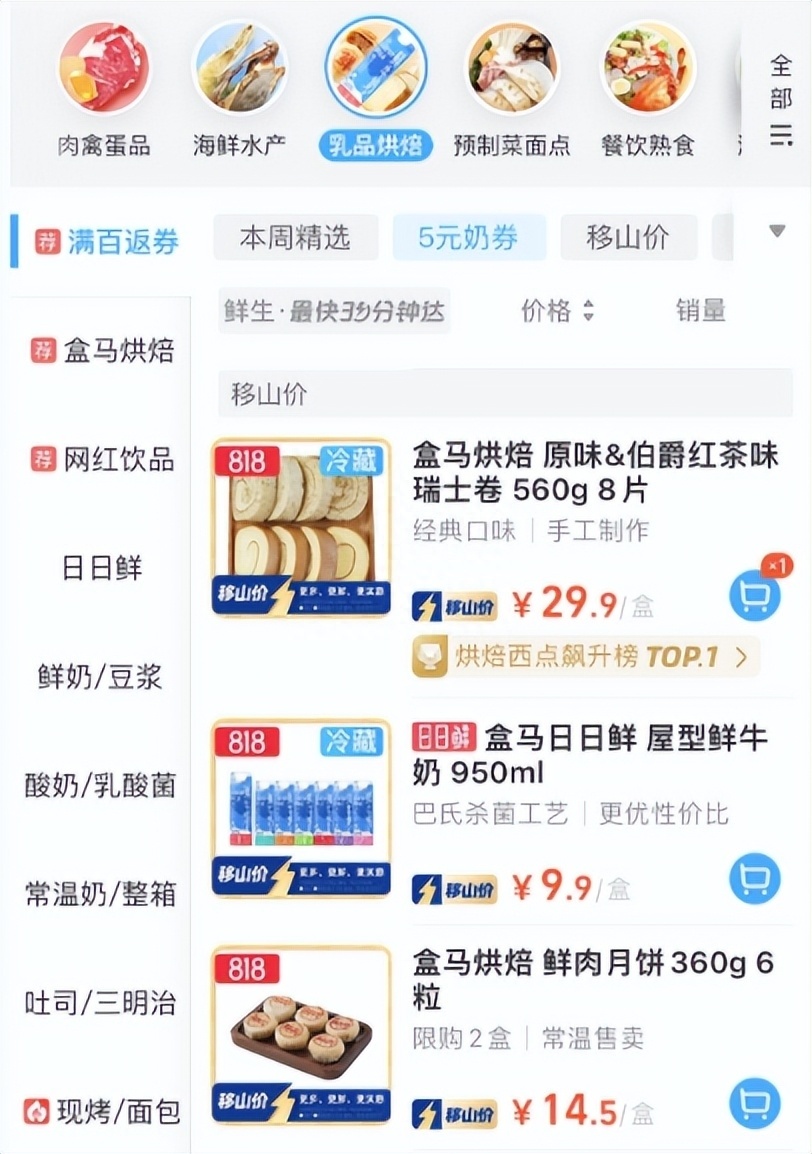 肉禽蛋品
海鲜水产
乳品烘焙
预制菜面点
餐饮熟食
全部
荐 满百返券
本周精选
5元奶券
移山价
鲜生·最快39分钟达
价格
销量
荐 盒马烘焙
荐 网红饮品
日日鲜
鲜奶/豆浆
酸奶/乳酸菌
常温奶/整箱
吐司/三明治
现烤/面包
移山价
818
冷藏
移山价
盒马烘焙 原味&伯爵红茶味
瑞士卷 560g 8片
经典口味｜手工制作
移山价 ¥29.9/盒
×1
烘焙西点飙升榜 TOP.1
818
冷藏
移山价
日日鲜 盒马日日鲜 屋型鲜牛
奶 950ml
巴氏杀菌工艺｜更优性价比
移山价 ¥9.9/盒
818
移山价
盒马烘焙 鲜肉月饼360g 6
粒
限购2盒｜常温售卖
移山价 ¥14.5/盒